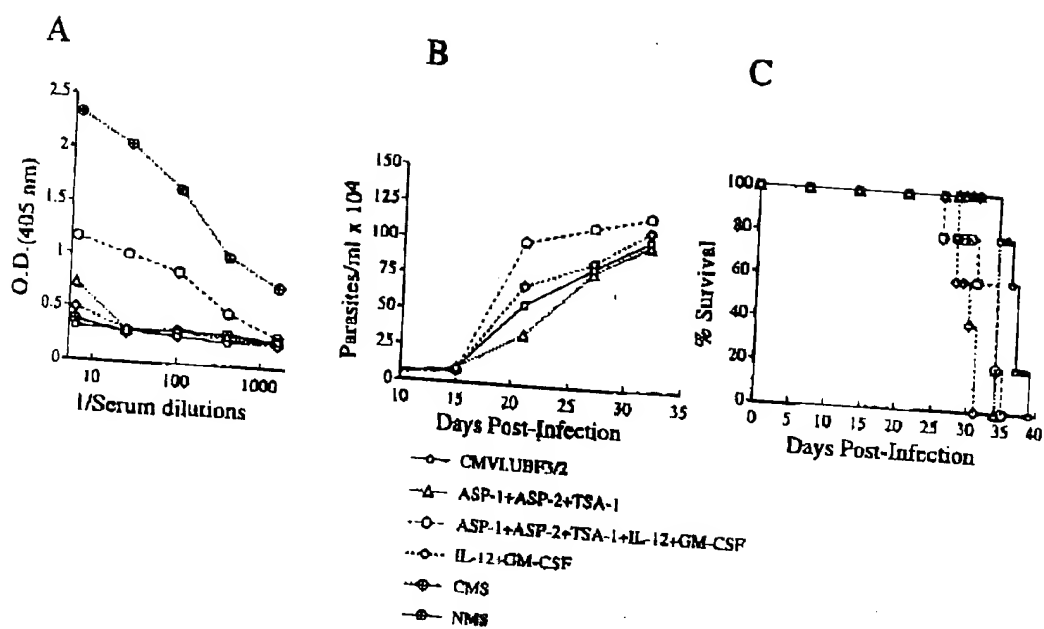 A
B
C
2.5
2
1.5
1
0.5
0
10
100
1000
O.D.(405 nm)
1/Serum dilutions
150
125
100
75
50
25
0
10
15
20
25
30
35
Parasites/ml x 10⁴
Days Post-Infection
100
80
60
40
20
0
0
5
10
15
20
25
30
35
40
% Survival
Days Post-Infection
CMVI.UBF3/2
ASP-1+ASP-2+TSA-1
ASP-1+ASP-2+TSA-1+IL-12+GM-CSF
IL-12+GM-CSF
CMS
NMS